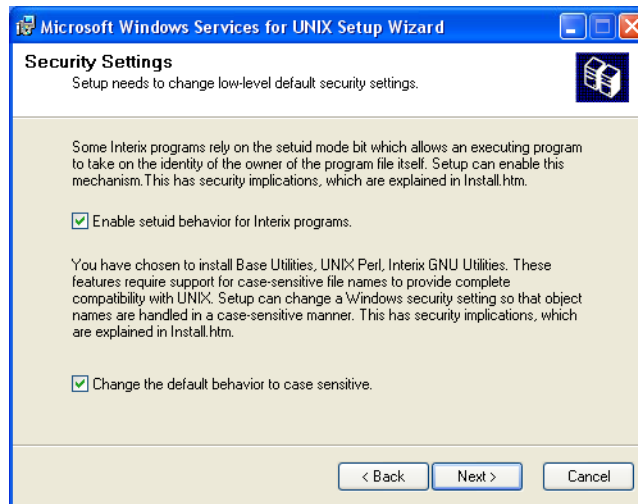 Microsoft Windows Services for UNIX Setup Wizard
Security Settings
Setup needs to change low-level default security settings.
Some Interix programs rely on the setuid mode bit which allows an executing program
to take on the identity of the owner of the program file itself. Setup can enable this
mechanism.This has security implications, which are explained in Install.htm.
Enable setuid behavior for Interix programs.
You have chosen to install Base Utilities, UNIX Perl, Interix GNU Utilities. These
features require support for case-sensitive file names to provide complete
compatibility with UNIX. Setup can change a Windows security setting so that object
names are handled in a case-sensitive manner. This has security implications, which
are explained in Install.htm.
Change the default behavior to case sensitive.
< Back
Next >
Cancel